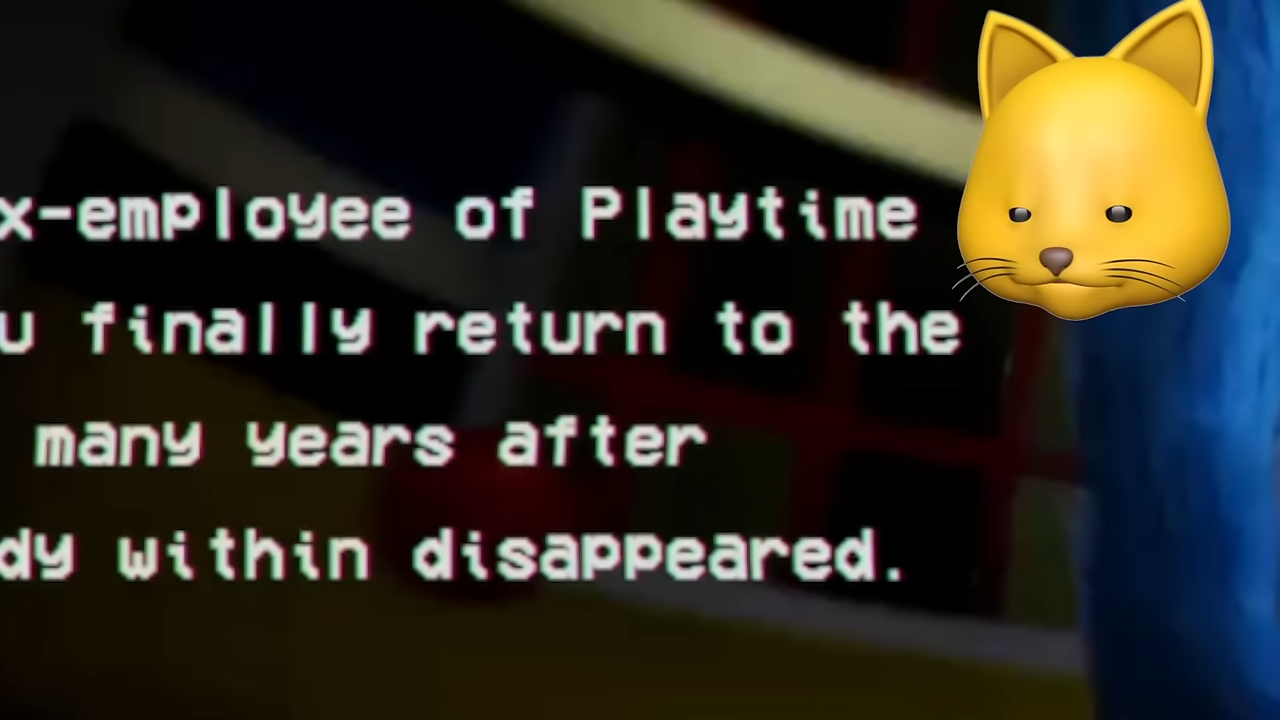 x-employee of Playtime
u finally return to the
many years after
dy within disappeared.